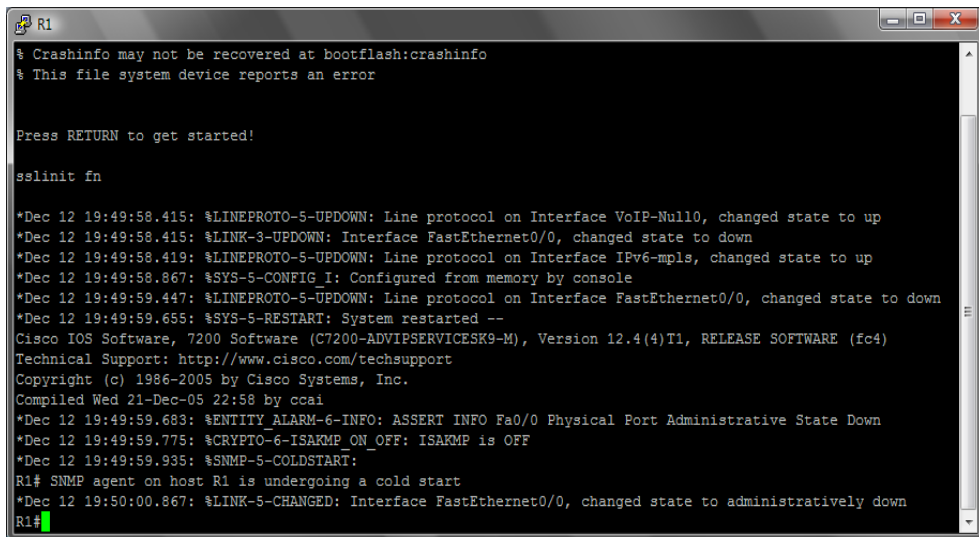 R1
% Crashinfo may not be recovered at bootflash:crashinfo
% This file system device reports an error
Press RETURN to get started!
sslinit fn
*Dec 12 19:49:58.415: %LINEPROTO-5-UPDOWN: Line protocol on Interface VoIP-Null0, changed state to up
*Dec 12 19:49:58.415: %LINK-3-UPDOWN: Interface FastEthernet0/0, changed state to down
*Dec 12 19:49:58.419: %LINEPROTO-5-UPDOWN: Line protocol on Interface IPv6-mpls, changed state to up
*Dec 12 19:49:58.867: %SYS-5-CONFIG_I: Configured from memory by console
*Dec 12 19:49:59.447: %LINEPROTO-5-UPDOWN: Line protocol on Interface FastEthernet0/0, changed state to down
*Dec 12 19:49:59.655: %SYS-5-RESTART: System restarted --
Cisco IOS Software, 7200 Software (C7200-ADVIPSERVICESK9-M), Version 12.4(4)T1, RELEASE SOFTWARE (fc4)
Technical Support: http://www.cisco.com/techsupport
Copyright (c) 1986-2005 by Cisco Systems, Inc.
Compiled Wed 21-Dec-05 22:58 by ccai
*Dec 12 19:49:59.683: %ENTITY_ALARM-6-INFO: ASSERT INFO Fa0/0 Physical Port Administrative State Down
*Dec 12 19:49:59.775: %CRYPTO-6-ISAKMP_ON_OFF: ISAKMP is OFF
*Dec 12 19:49:59.935: %SNMP-5-COLDSTART:
R1# SNMP agent on host R1 is undergoing a cold start
*Dec 12 19:50:00.867: %LINK-5-CHANGED: Interface FastEthernet0/0, changed state to administratively down
R1#